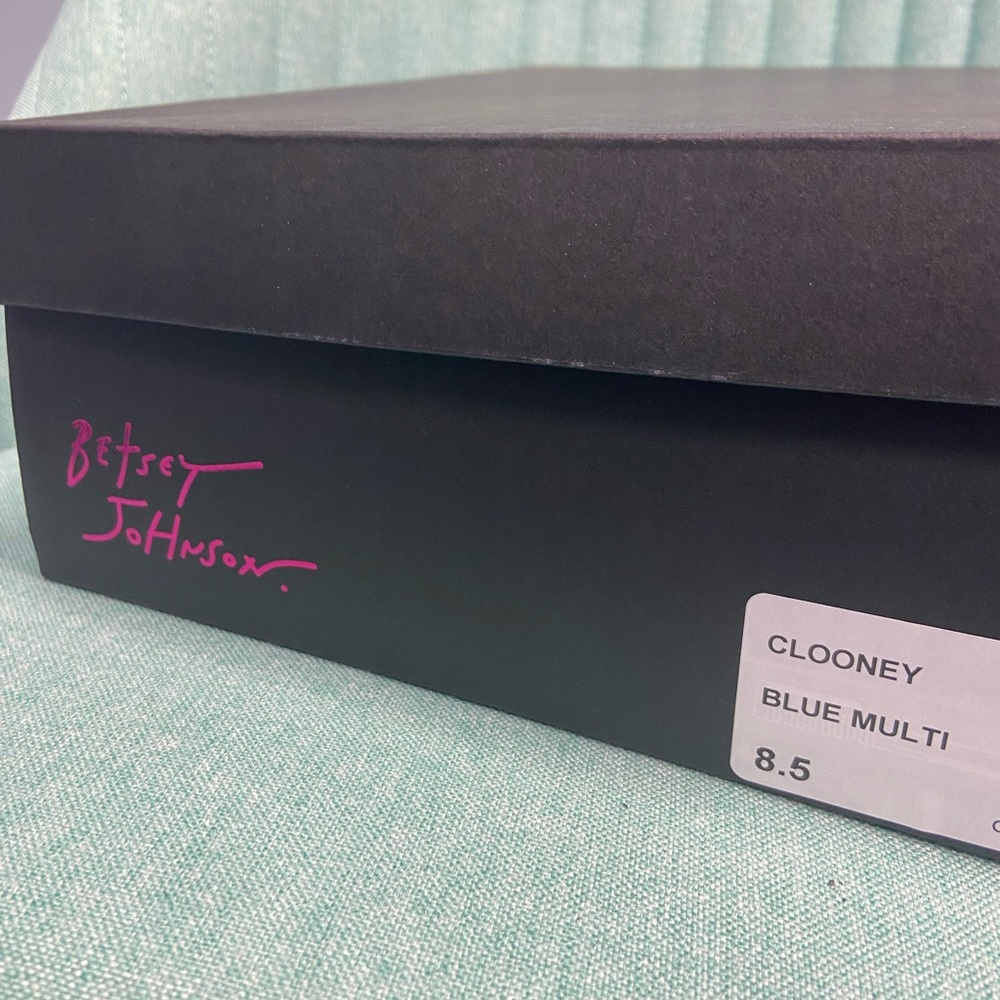 BETSEY
JOHNSON.
CLOONEY
BLUE MULTI
8.5